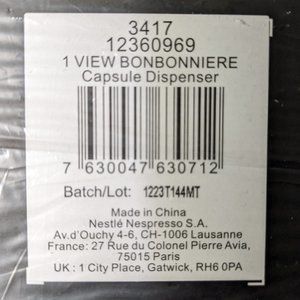 3417
12360969
1 VIEW BONBONNIERE
Capsule Dispenser
7 630047 630712
Batch/Lot: 1223T144MT
Made in China
Nestlé Nespresso S.A.
Av.d'Ouchy 4-6, CH-1006 Lausanne
France: 27 Rue du Colonel Pierre Avia,
75015 Paris
UK : 1 City Place, Gatwick, RH6 0PA